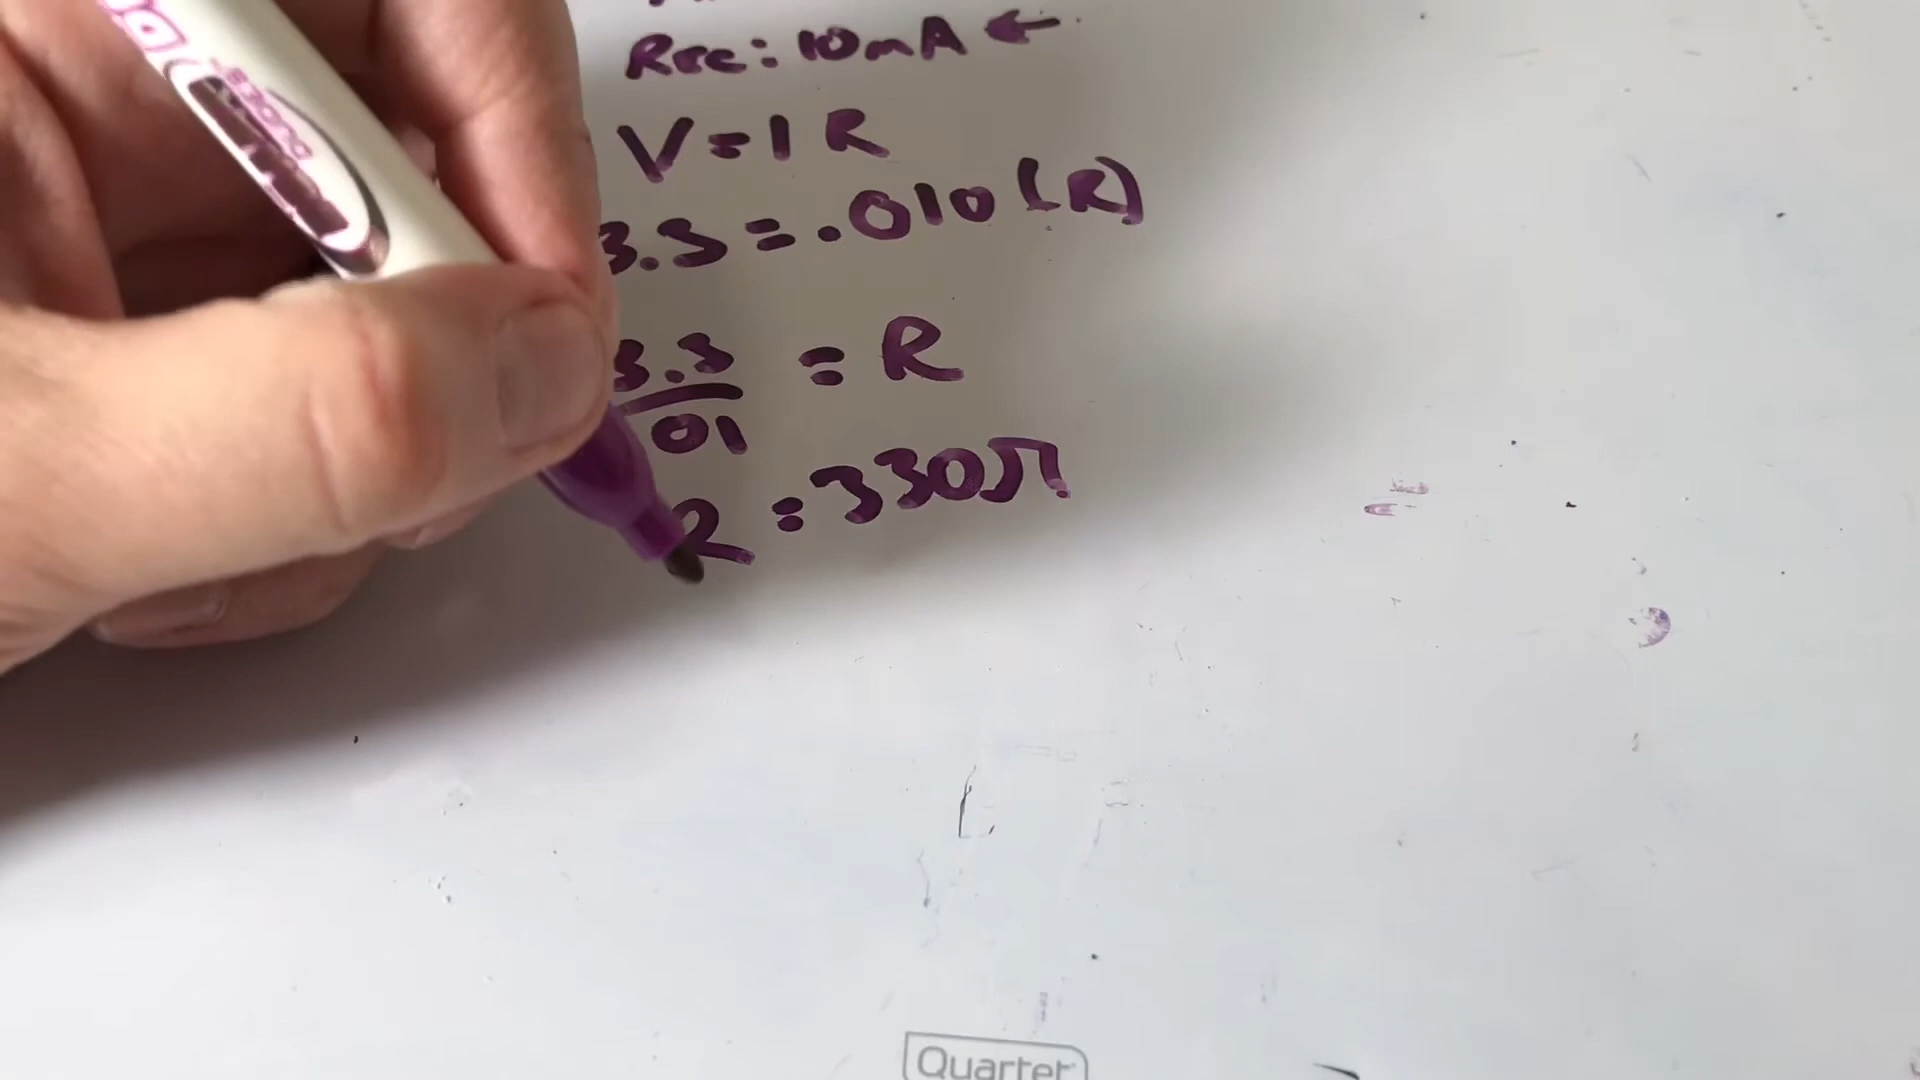 Rec: 10mA ←
V=IR
3.3=.010(R)
3.3
01
= R
R =330Ω
Quartet